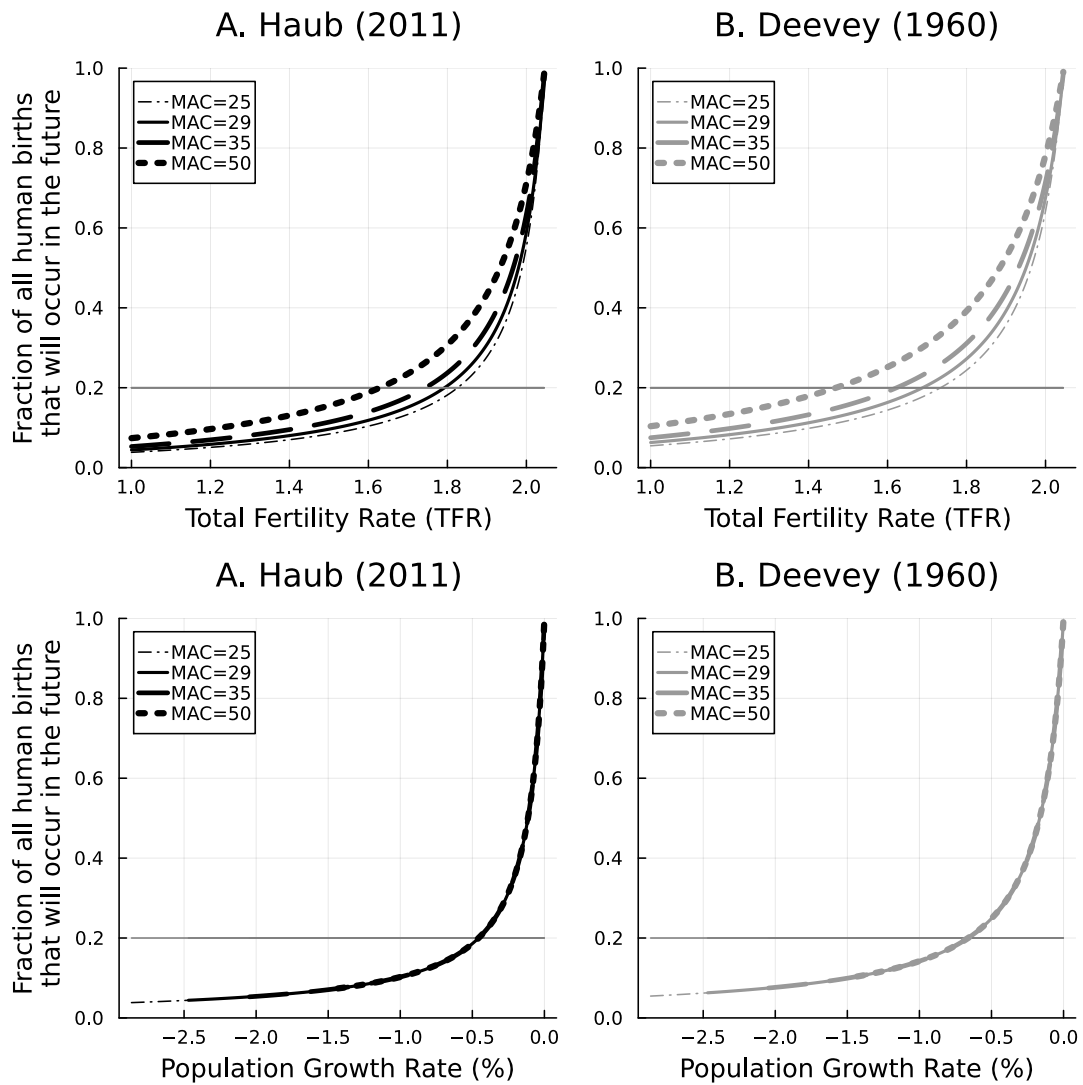 A. Haub (2011)
Fraction of all human births
that will occur in the future
1.0
0.8
0.6
0.4
0.2
0.0
MAC=25
MAC=29
MAC=35
MAC=50
1.0 1.2 1.4 1.6 1.8 2.0
Total Fertility Rate (TFR)
B. Deevey (1960)
1.0
0.8
0.6
0.4
0.2
0.0
MAC=25
MAC=29
MAC=35
MAC=50
1.0 1.2 1.4 1.6 1.8 2.0
Total Fertility Rate (TFR)
A. Haub (2011)
Fraction of all human births
that will occur in the future
1.0
0.8
0.6
0.4
0.2
0.0
MAC=25
MAC=29
MAC=35
MAC=50
−2.5 −2.0 −1.5 −1.0 −0.5 0.0
Population Growth Rate (%)
B. Deevey (1960)
1.0
0.8
0.6
0.4
0.2
0.0
MAC=25
MAC=29
MAC=35
MAC=50
−2.5 −2.0 −1.5 −1.0 −0.5 0.0
Population Growth Rate (%)